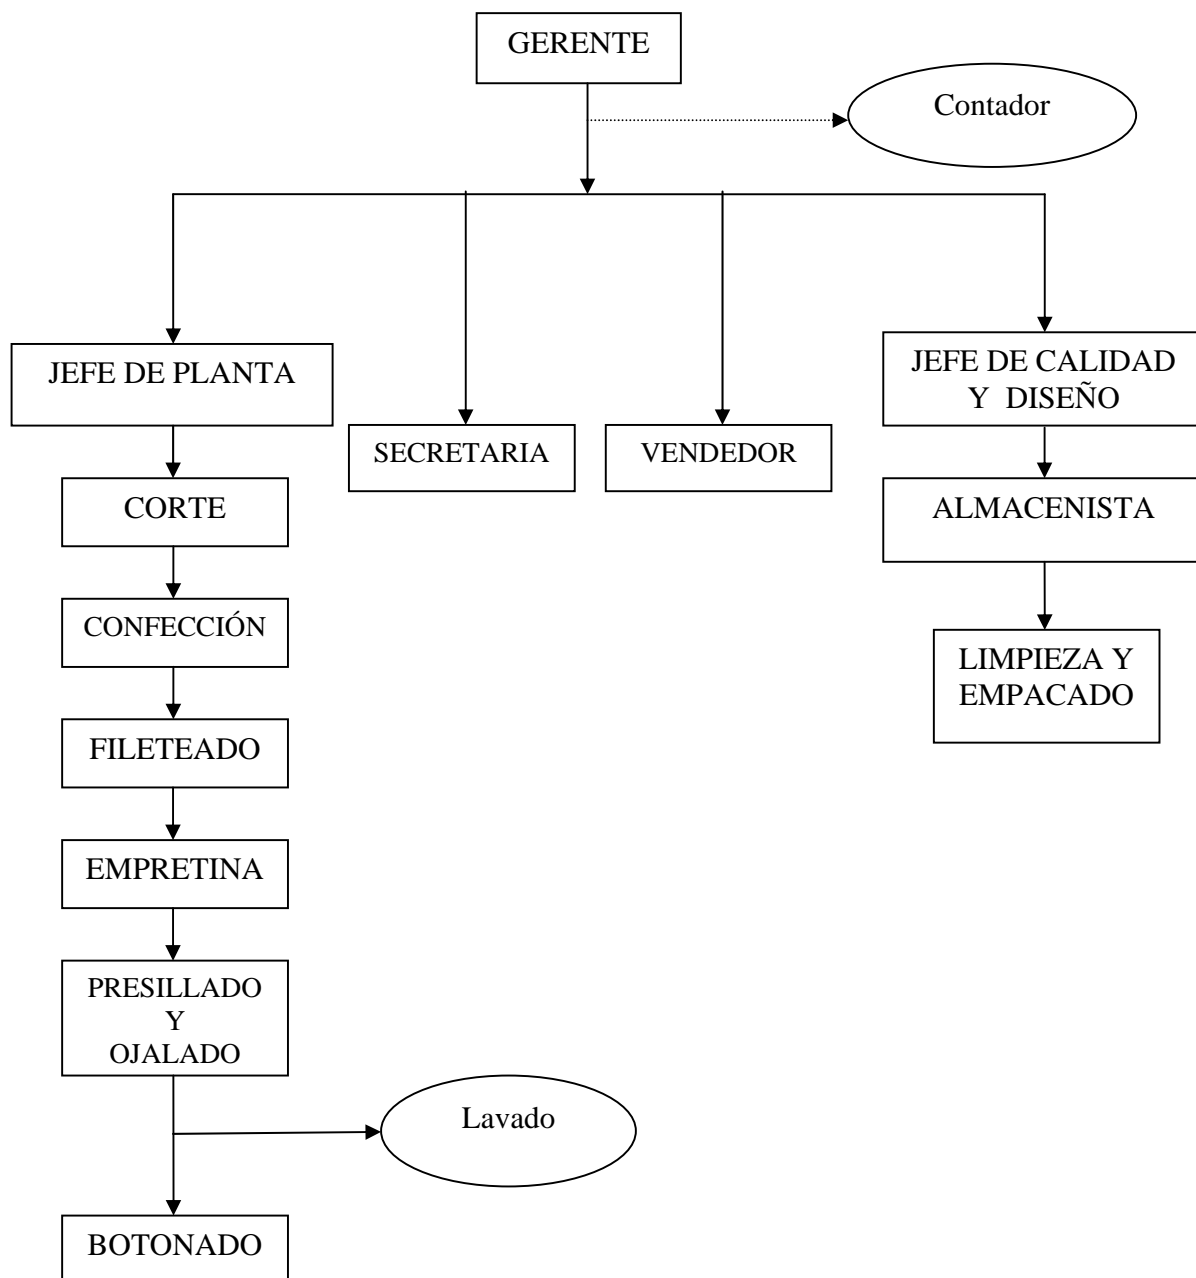 GERENTE
Contador
JEFE DE PLANTA
SECRETARIA
VENDEDOR
JEFE DE CALIDAD
Y DISEÑO
CORTE
ALMACENISTA
CONFECCIÓN
LIMPIEZA Y
EMPACADO
FILETEADO
EMPRETINA
PRESILLADO
Y
OJALADO
Lavado
BOTONADO